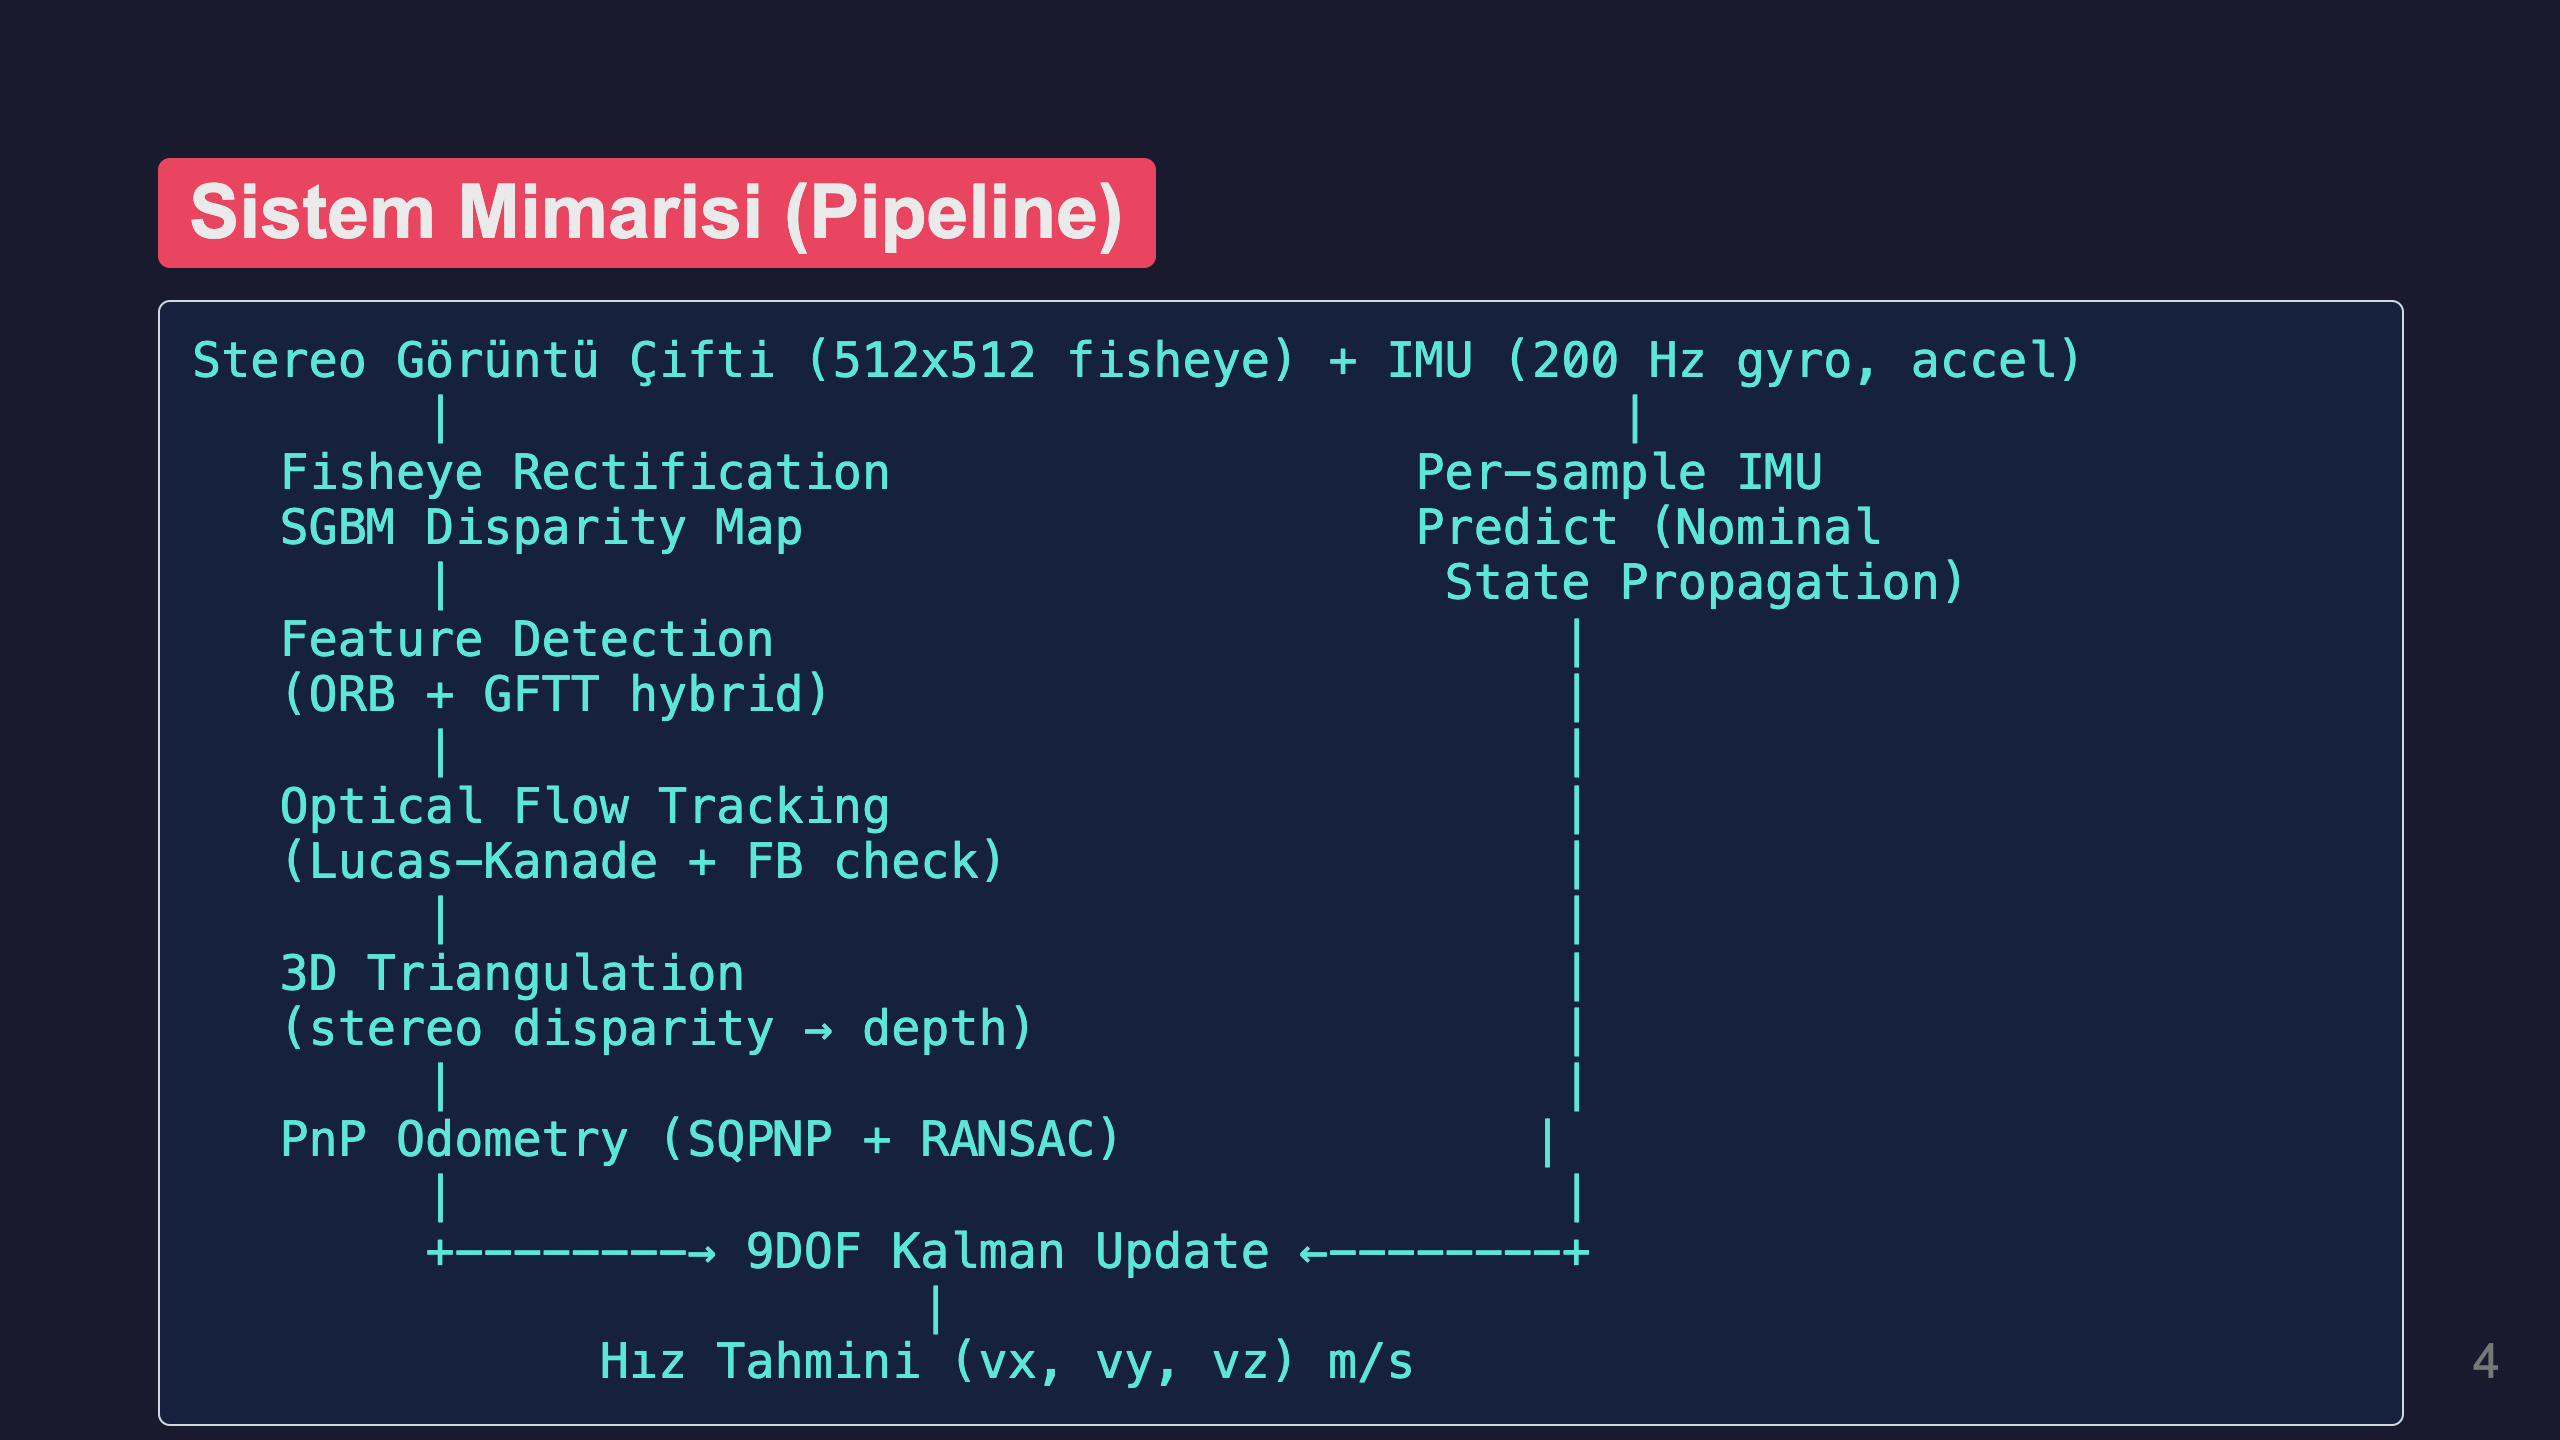 Sistem Mimarisi (Pipeline)
Stereo Görüntü Çifti (512x512 fisheye) + IMU (200 Hz gyro, accel)
| |
Fisheye Rectification Per-sample IMU
SGBM Disparity Map Predict (Nominal
| State Propagation)
Feature Detection |
(ORB + GFTT hybrid) |
| |
Optical Flow Tracking |
(Lucas-Kanade + FB check) |
| |
3D Triangulation |
(stereo disparity → depth) |
| |
PnP Odometry (SQPNP + RANSAC) |
| |
+--------→ 9DOF Kalman Update ←--------+
|
Hız Tahmini (vx, vy, vz) m/s
4